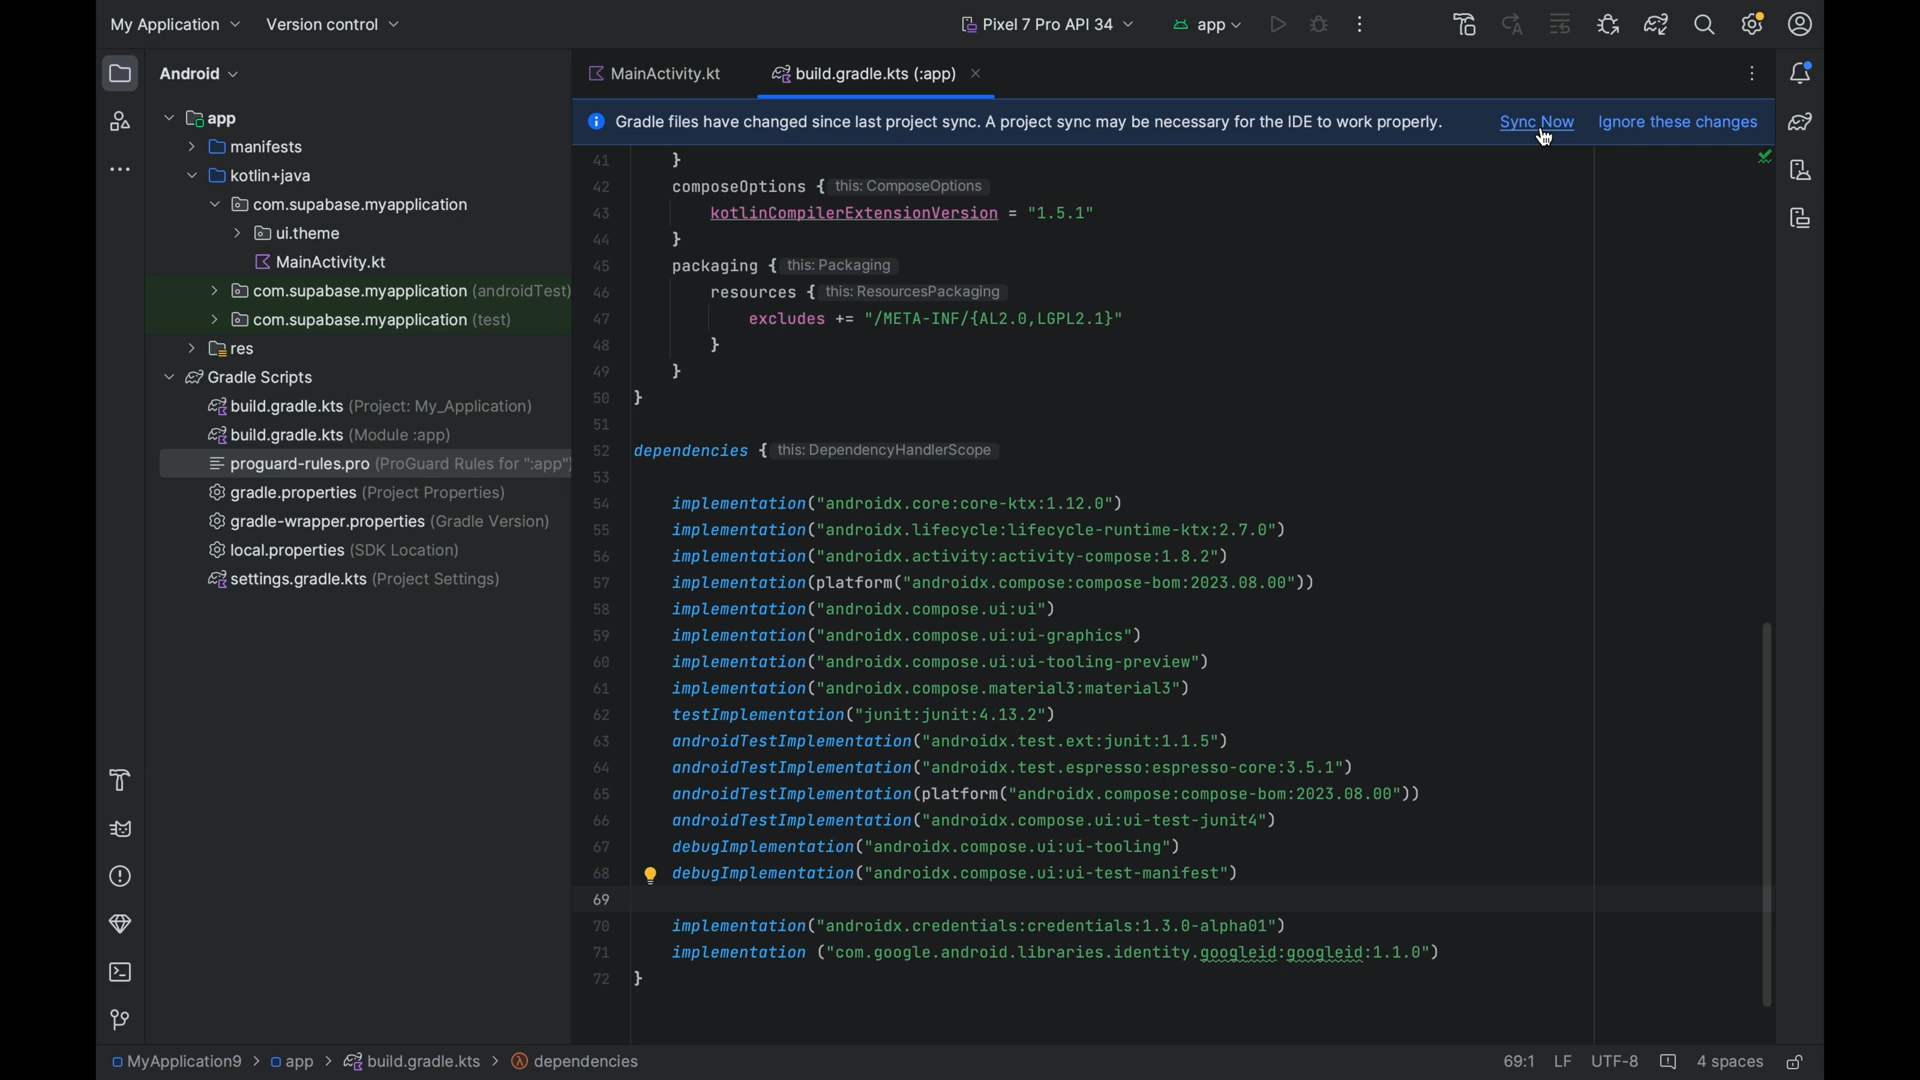 My Application Version control Pixel 7 Pro API 34 app
Android
MainActivity.kt build.gradle.kts (:app)
Gradle files have changed since last project sync. A project sync may be necessary for the IDE to work properly. Sync Now Ignore these changes
app
manifests
kotlin+java
com.supabase.myapplication
ui.theme
MainActivity.kt
com.supabase.myapplication (androidTest)
com.supabase.myapplication (test)
res
Gradle Scripts
build.gradle.kts (Project: My_Application)
build.gradle.kts (Module :app)
proguard-rules.pro (ProGuard Rules for ":app")
gradle.properties (Project Properties)
gradle-wrapper.properties (Gradle Version)
local.properties (SDK Location)
settings.gradle.kts (Project Settings)
41 }
42 composeOptions { this: ComposeOptions
43 kotlinCompilerExtensionVersion = "1.5.1"
44 }
45 packaging { this: Packaging
46 resources { this: ResourcesPackaging
47 excludes += "/META-INF/{AL2.0,LGPL2.1}"
48 }
49 }
50 }
51
52 dependencies { this: DependencyHandlerScope
53
54 implementation("androidx.core:core-ktx:1.12.0")
55 implementation("androidx.lifecycle:lifecycle-runtime-ktx:2.7.0")
56 implementation("androidx.activity:activity-compose:1.8.2")
57 implementation(platform("androidx.compose:compose-bom:2023.08.00"))
58 implementation("androidx.compose.ui:ui")
59 implementation("androidx.compose.ui:ui-graphics")
60 implementation("androidx.compose.ui:ui-tooling-preview")
61 implementation("androidx.compose.material3:material3")
62 testImplementation("junit:junit:4.13.2")
63 androidTestImplementation("androidx.test.ext:junit:1.1.5")
64 androidTestImplementation("androidx.test.espresso:espresso-core:3.5.1")
65 androidTestImplementation(platform("androidx.compose:compose-bom:2023.08.00"))
66 androidTestImplementation("androidx.compose.ui:ui-test-junit4")
67 debugImplementation("androidx.compose.ui:ui-tooling")
68 debugImplementation("androidx.compose.ui:ui-test-manifest")
69
70 implementation("androidx.credentials:credentials:1.3.0-alpha01")
71 implementation ("com.google.android.libraries.identity.googleid:googleid:1.1.0")
72 }
MyApplication9 > app > build.gradle.kts > dependencies 69:1 LF UTF-8 4 spaces